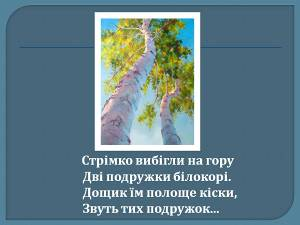 Стрімко вибігли на гору
Дві подружки білокорі.
Дощик їм полоще кіски,
Звуть тих подружок...